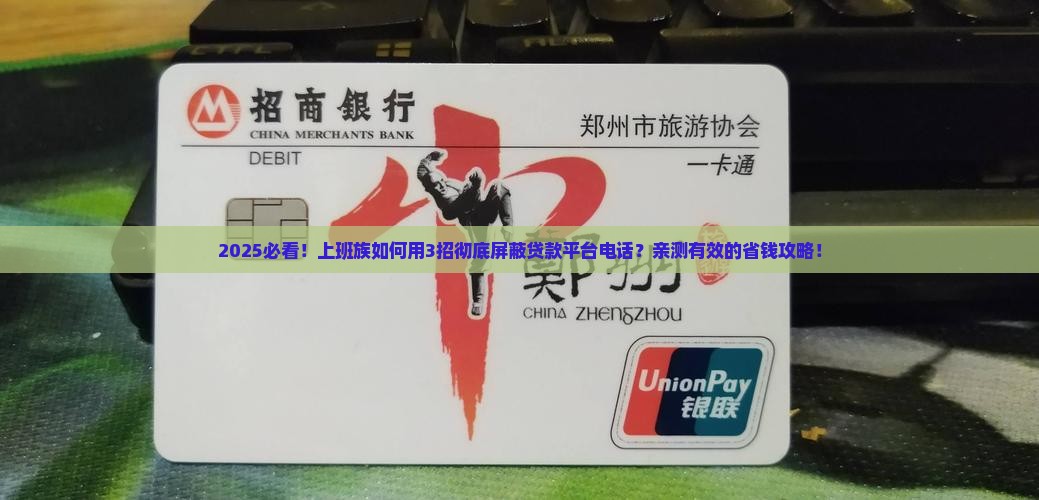 招商銀行
CHINA MERCHANTS BANK
DEBIT
郑州市旅游协会
一卡通
2025必看！上班族如何用3招彻底屏蔽贷款平台电话？亲测有效的省钱攻略！
鄭州
CHINA ZHENGZHOU
UnionPay
银联